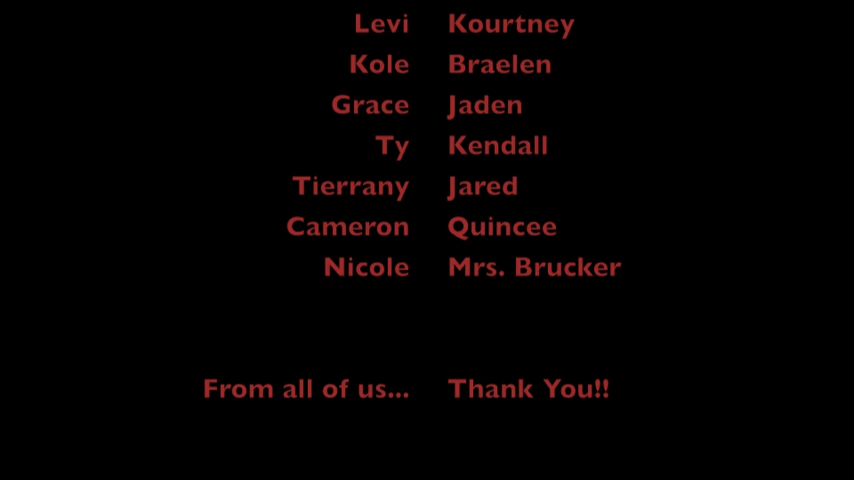 Levi Kourtney
Kole Braelen
Grace Jaden
Ty Kendall
Tierrany Jared
Cameron Quincee
Nicole Mrs. Brucker
From all of us... Thank You!!